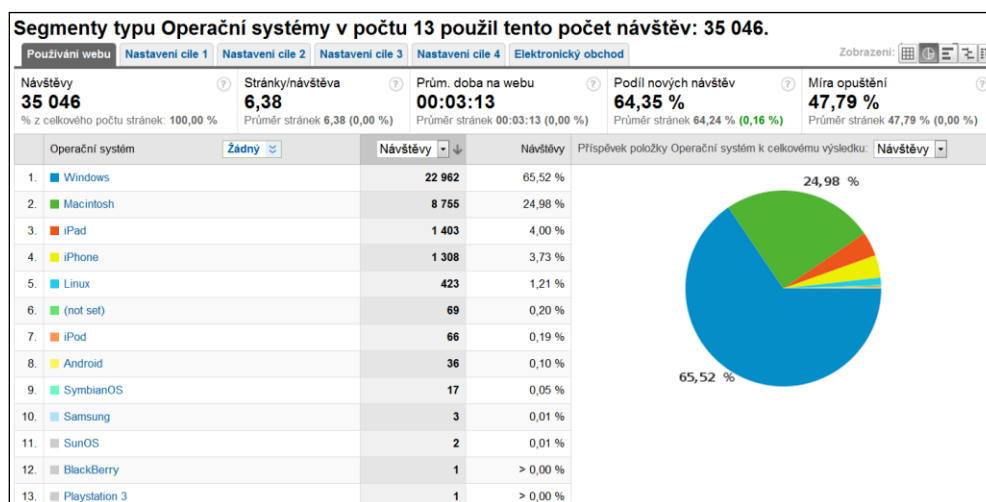 Segmenty typu Operační systémy v počtu 13 použil tento počet návštěv: 35 046.
Používání webu Nastavení cíle 1 Nastavení cíle 2 Nastavení cíle 3 Nastavení cíle 4 Elektronický obchod Zobrazení:
Návštěvy ? Stránky/návštěva ? Prům. doba na webu ? Podíl nových návštěv ? Míra opuštění ?
35 046 6,38 00:03:13 64,35 % 47,79 %
% z celkového počtu stránek: 100,00 % Průměr stránek 6,38 (0,00 %) Průměr stránek 00:03:13 (0,00 %) Průměr stránek 64,24 % (0,16 %) Průměr stránek 47,79 % (0,00 %)
Operační systém Žádný Návštěvy Návštěvy Příspěvek položky Operační systém k celkovému výsledku: Návštěvy
1. Windows 22 962 65,52 %
2. Macintosh 8 755 24,98 %
3. iPad 1 403 4,00 %
4. iPhone 1 308 3,73 %
5. Linux 423 1,21 %
6. (not set) 69 0,20 %
7. iPod 66 0,19 %
8. Android 36 0,10 %
9. SymbianOS 17 0,05 %
10. Samsung 3 0,01 %
11. SunOS 2 0,01 %
12. BlackBerry 1 > 0,00 %
13. Playstation 3 1 > 0,00 %
24,98 %
65,52 %